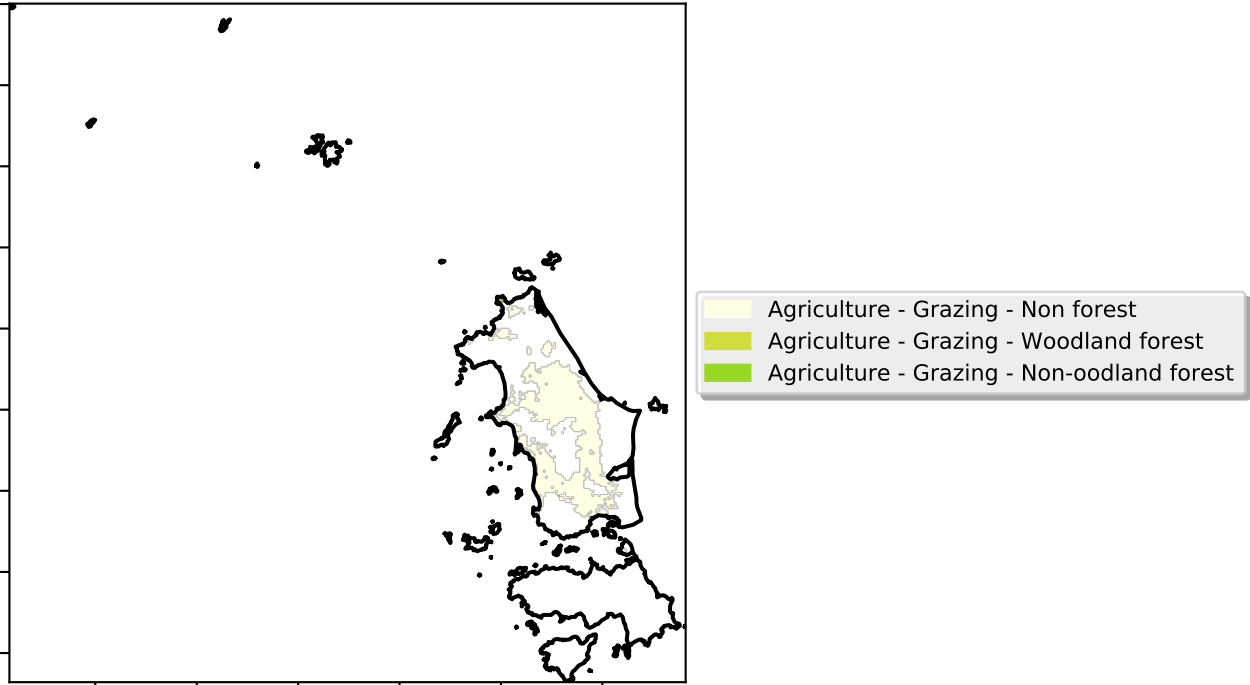 Agriculture - Grazing - Non forest
Agriculture - Grazing - Woodland forest
Agriculture - Grazing - Non-oodland forest